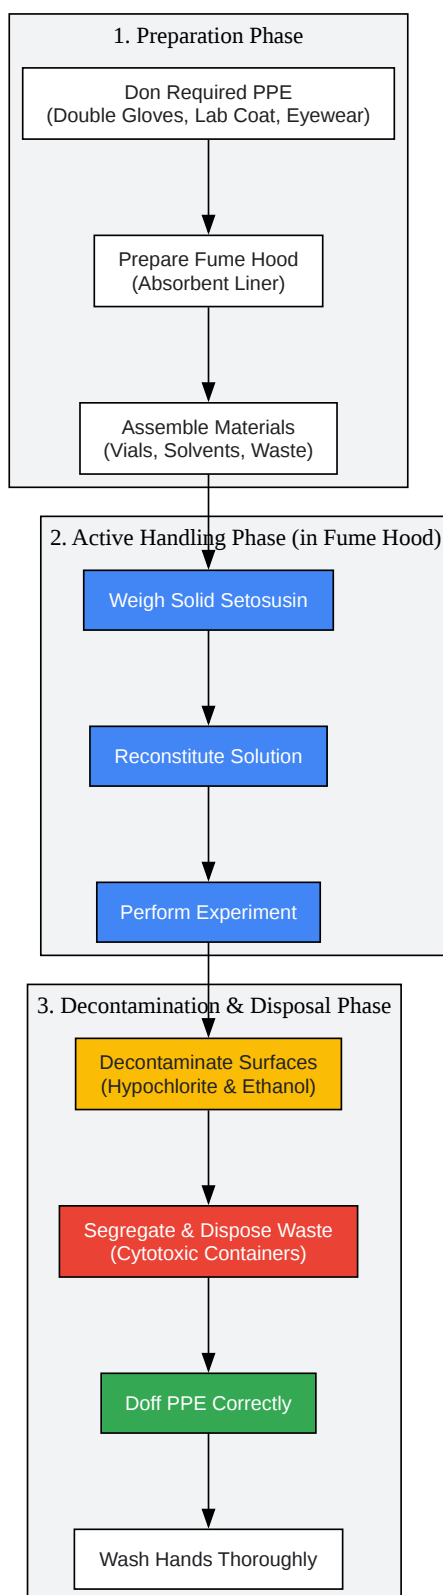 1. Preparation Phase
Don Required PPE
(Double Gloves, Lab Coat, Eyewear)
Prepare Fume Hood
(Absorbent Liner)
Assemble Materials
(Vials, Solvents, Waste)
2. Active Handling Phase (in Fume Hood)
Weigh Solid Setosusin
Reconstitute Solution
Perform Experiment
3. Decontamination & Disposal Phase
Decontaminate Surfaces
(Hypochlorite & Ethanol)
Segregate & Dispose Waste
(Cytotoxic Containers)
Doff PPE Correctly
Wash Hands Thoroughly